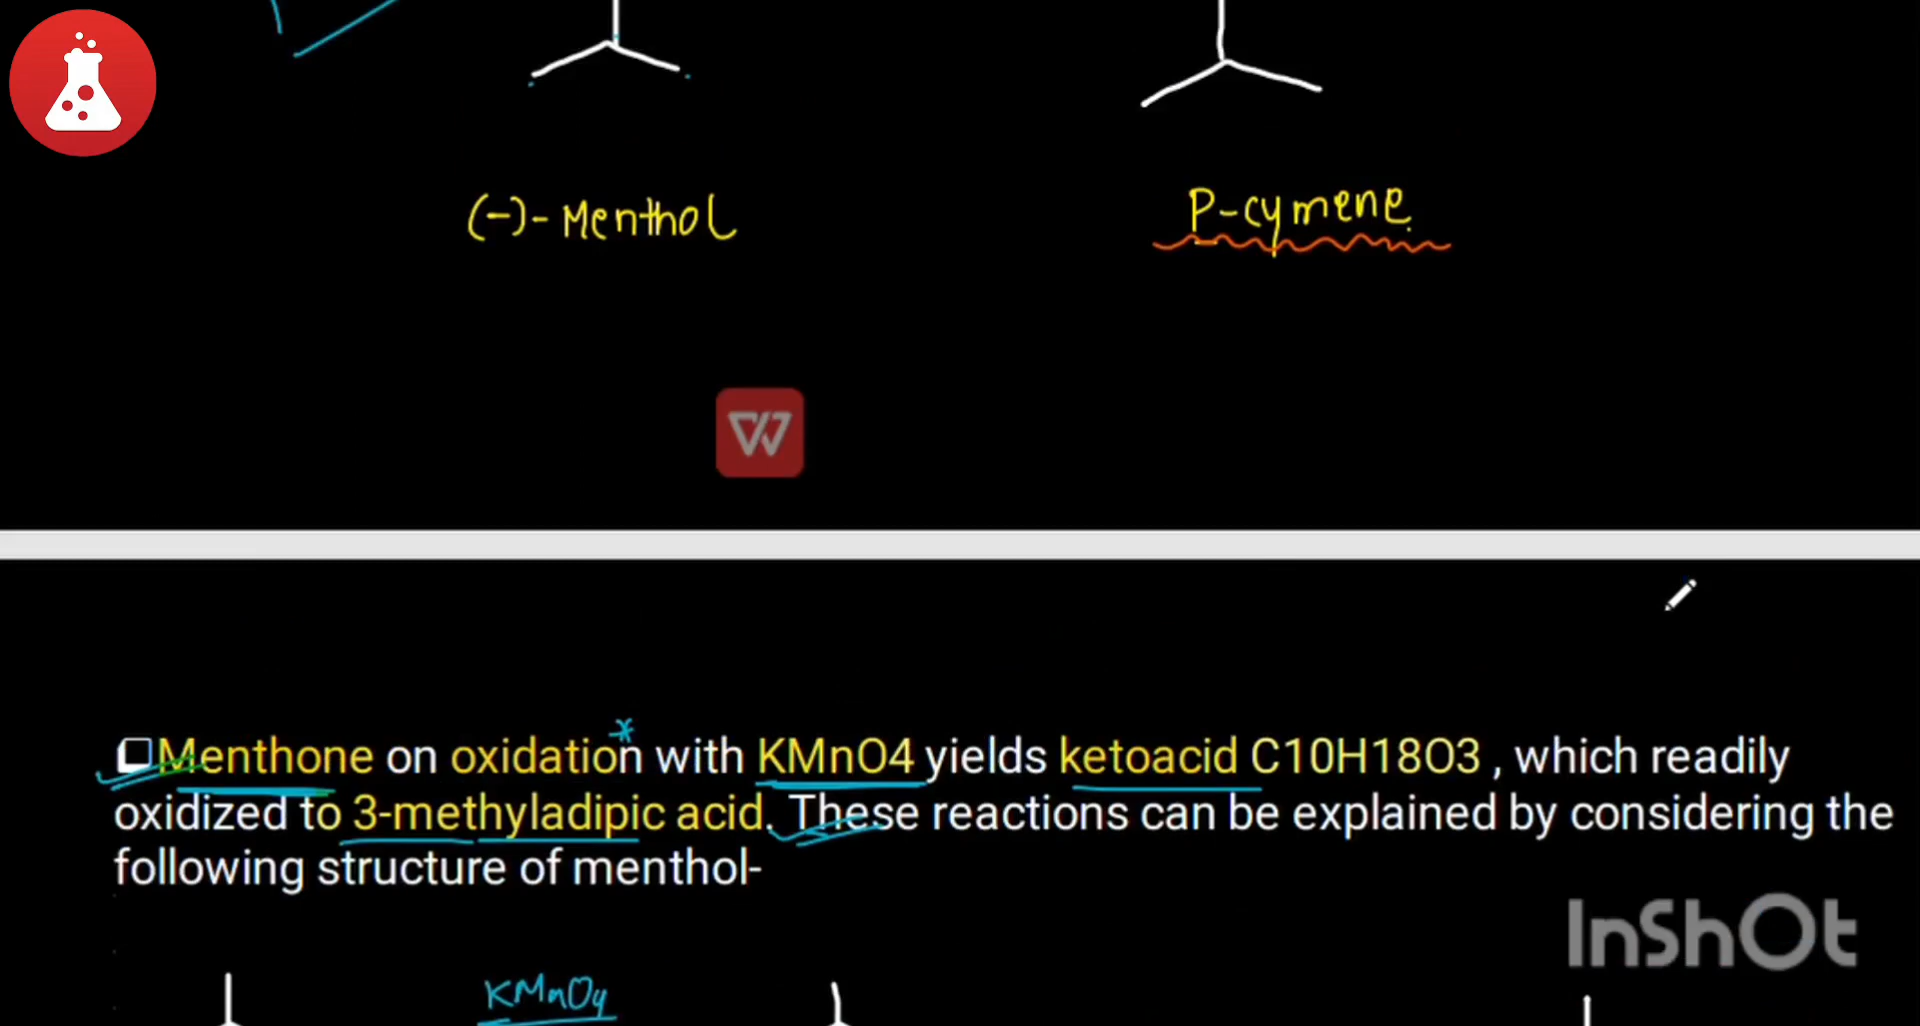 (-)-Menthol
P-cymene
W
Menthone on oxidation with KMnO4 yields ketoacid C10H18O3 , which readily
oxidized to 3-methyladipic acid. These reactions can be explained by considering the
following structure of menthol-
InShOt
KMnO4